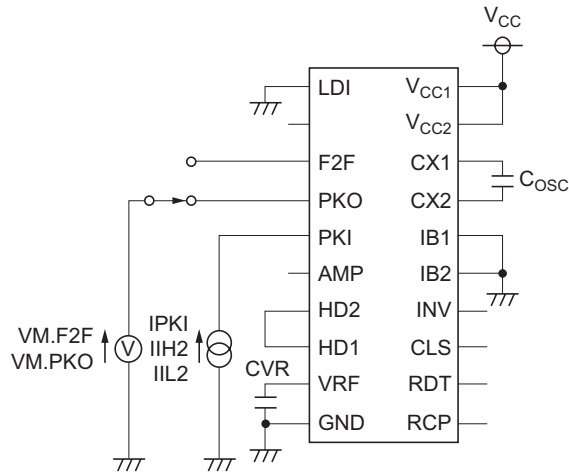 VCC
LDI VCC1
VCC2
F2F CX1
COSC
PKO CX2
PKI IB1
AMP IB2
VM.F2F
VM.PKO
V
IPKI
IIH2
IIL2
HD2 INV
HD1 CLS
CVR
VRF RDT
GND RCP